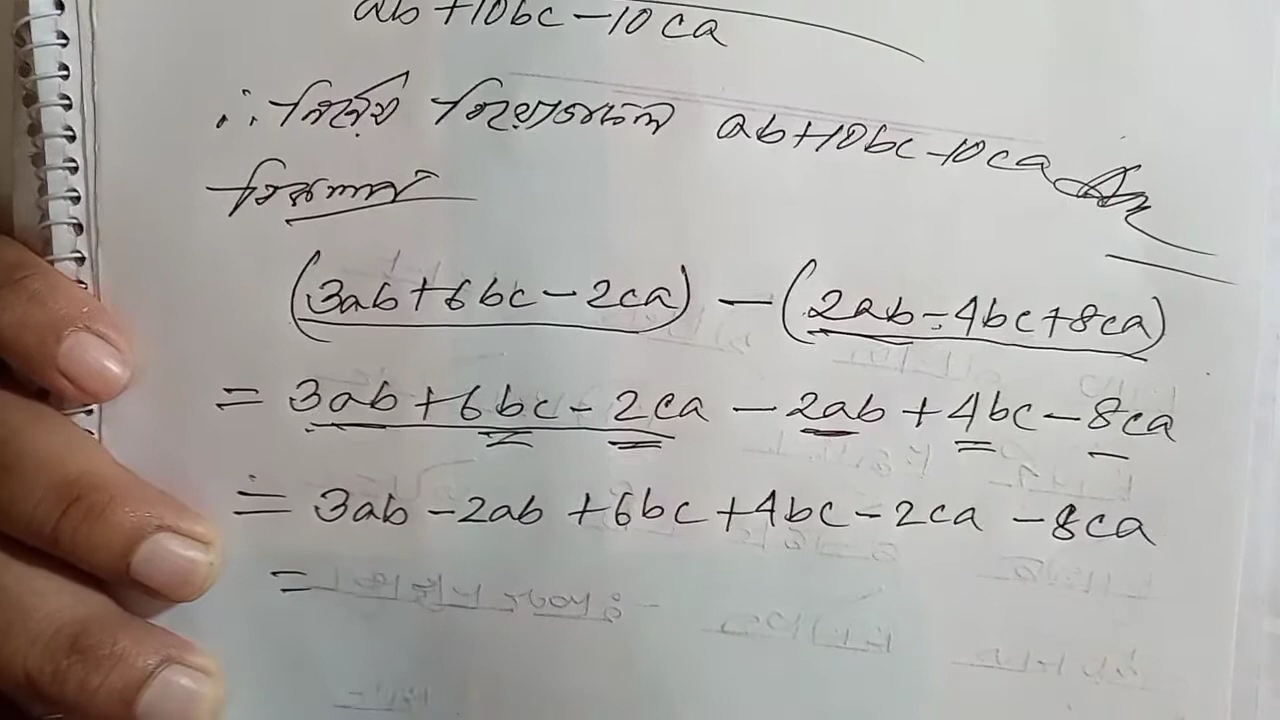 ab+10bc-10ca
∴ নির্ণেয় বিয়োগফল ab+10bc-10ca
বিকল্প
(3ab+6bc-2ca) - (2ab-4bc+8ca)
= 3ab+6bc-2ca-2ab+4bc-8ca
= 3ab-2ab+6bc+4bc-2ca-8ca
=